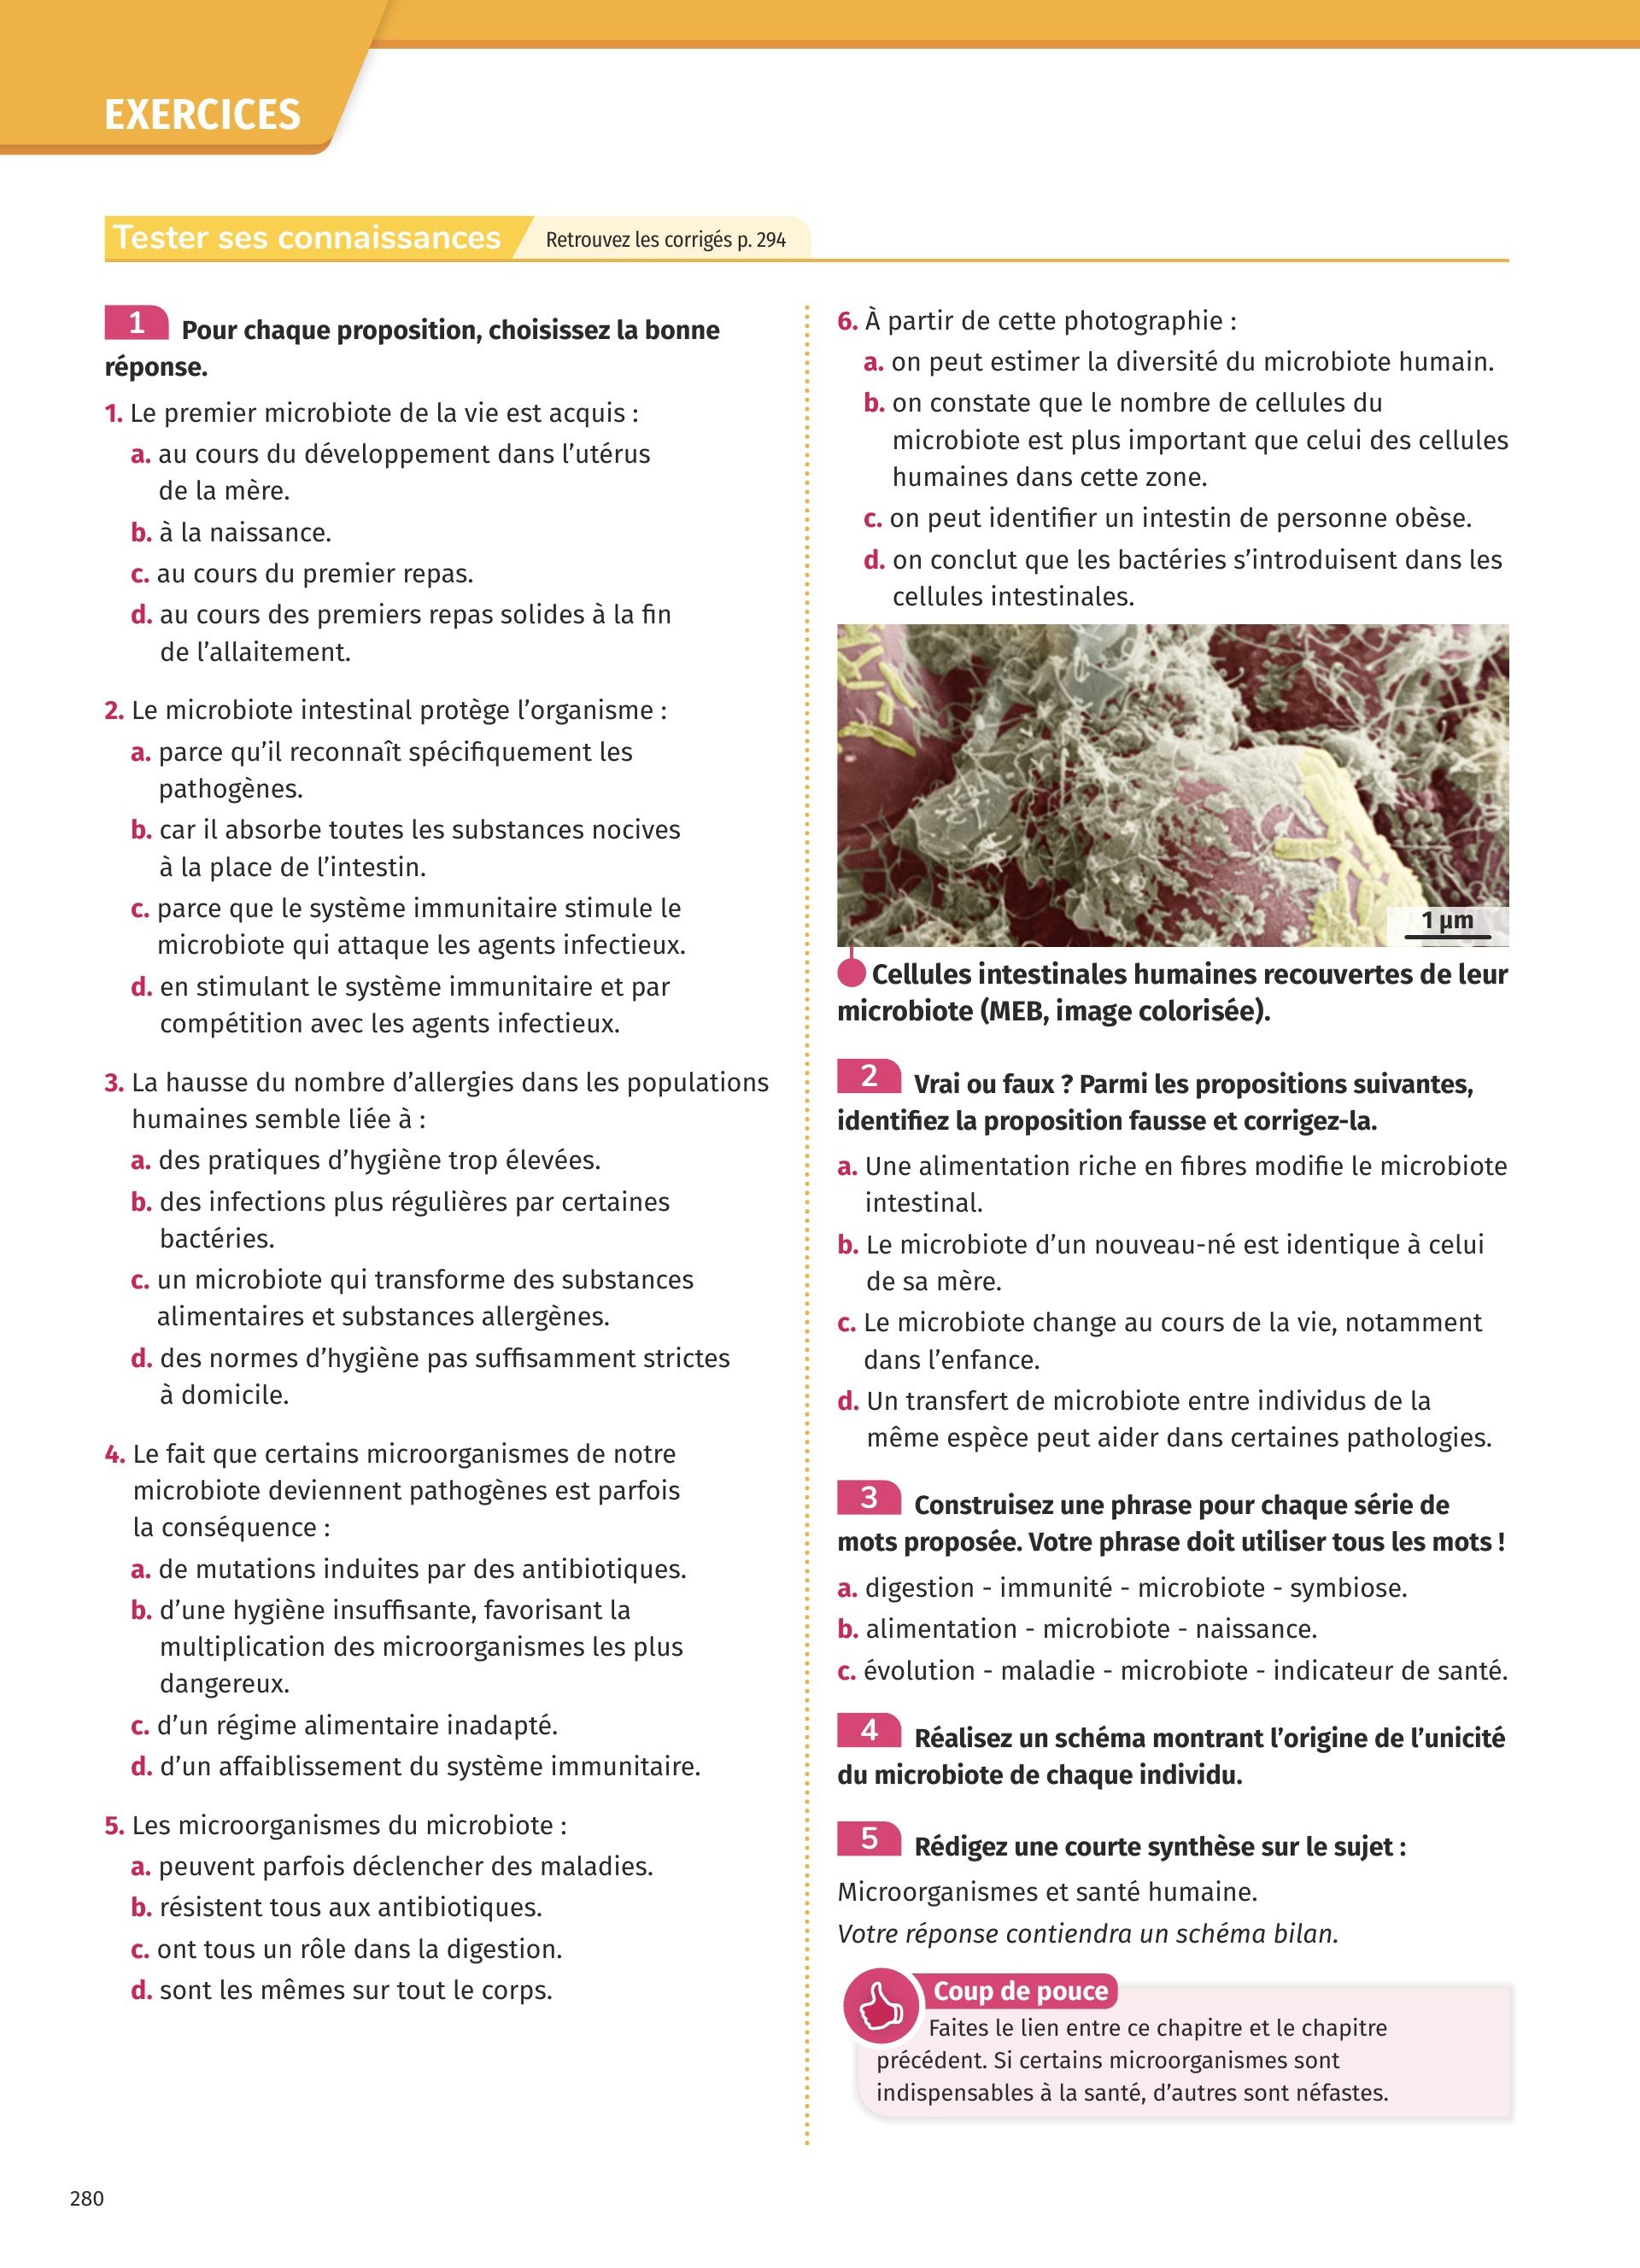 EXERCICES
Tester ses connaissances
Retrouvez les corrigés p. 294
1 Pour chaque proposition, choisissez la bonne
réponse.
1. Le premier microbiote de la vie est acquis :
a. au cours du développement dans l’utérus
de la mère.
b. à la naissance.
c. au cours du premier repas.
d. au cours des premiers repas solides à la fin
de l’allaitement.
2. Le microbiote intestinal protège l’organisme :
a. parce qu’il reconnaît spécifiquement les
pathogènes.
b. car il absorbe toutes les substances nocives
à la place de l’intestin.
c. parce que le système immunitaire stimule le
microbiote qui attaque les agents infectieux.
d. en stimulant le système immunitaire et par
compétition avec les agents infectieux.
3. La hausse du nombre d’allergies dans les populations
humaines semble liée à :
a. des pratiques d’hygiène trop élevées.
b. des infections plus régulières par certaines
bactéries.
c. un microbiote qui transforme des substances
alimentaires et substances allergènes.
d. des normes d’hygiène pas suffisamment strictes
à domicile.
4. Le fait que certains microorganismes de notre
microbiote deviennent pathogènes est parfois
la conséquence :
a. de mutations induites par des antibiotiques.
b. d’une hygiène insuffisante, favorisant la
multiplication des microorganismes les plus
dangereux.
c. d’un régime alimentaire inadapté.
d. d’un affaiblissement du système immunitaire.
5. Les microorganismes du microbiote :
a. peuvent parfois déclencher des maladies.
b. résistent tous aux antibiotiques.
c. ont tous un rôle dans la digestion.
d. sont les mêmes sur tout le corps.
6. À partir de cette photographie :
a. on peut estimer la diversité du microbiote humain.
b. on constate que le nombre de cellules du
microbiote est plus important que celui des cellules
humaines dans cette zone.
c. on peut identifier un intestin de personne obèse.
d. on conclut que les bactéries s’introduisent dans les
cellules intestinales.
1 µm
Cellules intestinales humaines recouvertes de leur
microbiote (MEB, image colorisée).
2 Vrai ou faux ? Parmi les propositions suivantes,
identifiez la proposition fausse et corrigez-la.
a. Une alimentation riche en fibres modifie le microbiote
intestinal.
b. Le microbiote d’un nouveau-né est identique à celui
de sa mère.
c. Le microbiote change au cours de la vie, notamment
dans l’enfance.
d. Un transfert de microbiote entre individus de la
même espèce peut aider dans certaines pathologies.
3 Construisez une phrase pour chaque série de
mots proposée. Votre phrase doit utiliser tous les mots !
a. digestion - immunité - microbiote - symbiose.
b. alimentation - microbiote - naissance.
c. évolution - maladie - microbiote - indicateur de santé.
4 Réalisez un schéma montrant l’origine de l’unicité
du microbiote de chaque individu.
5 Rédigez une courte synthèse sur le sujet :
Microorganismes et santé humaine.
Votre réponse contiendra un schéma bilan.
Coup de pouce
Faites le lien entre ce chapitre et le chapitre
précédent. Si certains microorganismes sont
indispensables à la santé, d’autres sont néfastes.
280